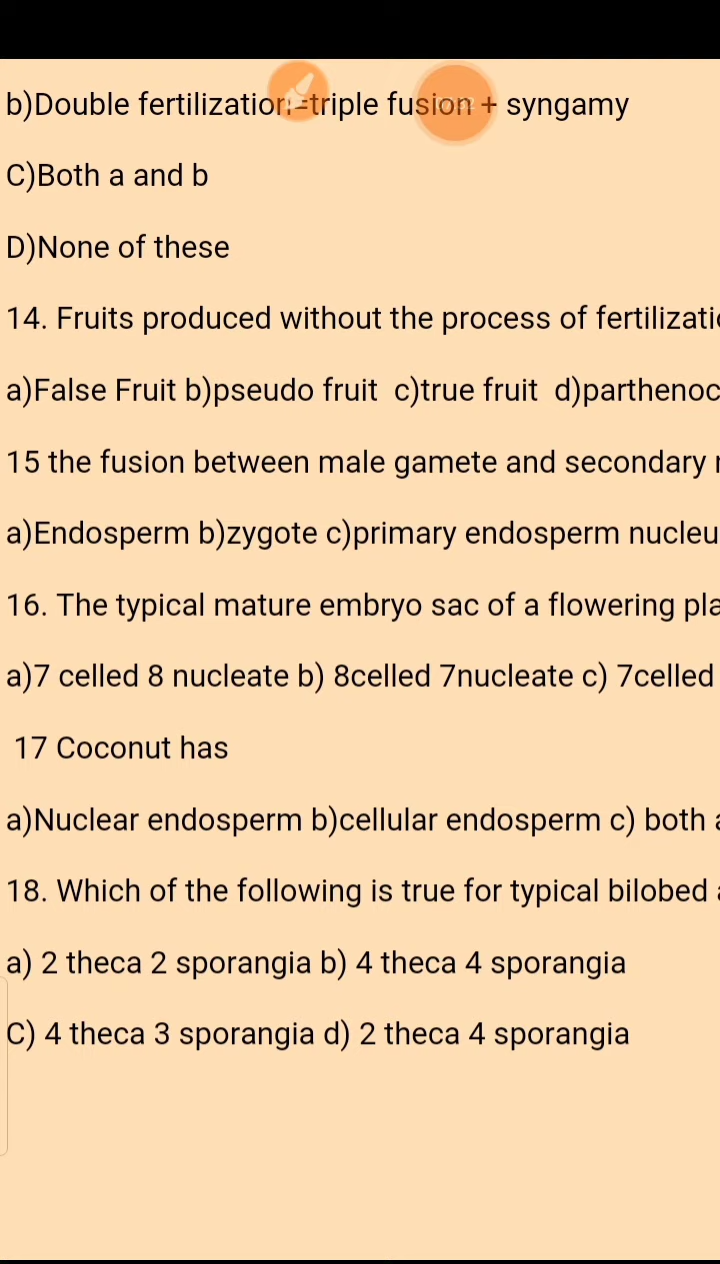 b)Double fertilization=triple fusion + syngamy
C)Both a and b
D)None of these
14. Fruits produced without the process of fertilizati
a)False Fruit b)pseudo fruit c)true fruit d)parthenoc
15 the fusion between male gamete and secondary
a)Endosperm b)zygote c)primary endosperm nucleu
16. The typical mature embryo sac of a flowering pla
a)7 celled 8 nucleate b) 8celled 7nucleate c) 7celled
17 Coconut has
a)Nuclear endosperm b)cellular endosperm c) both
18. Which of the following is true for typical bilobed
a) 2 theca 2 sporangia b) 4 theca 4 sporangia
C) 4 theca 3 sporangia d) 2 theca 4 sporangia